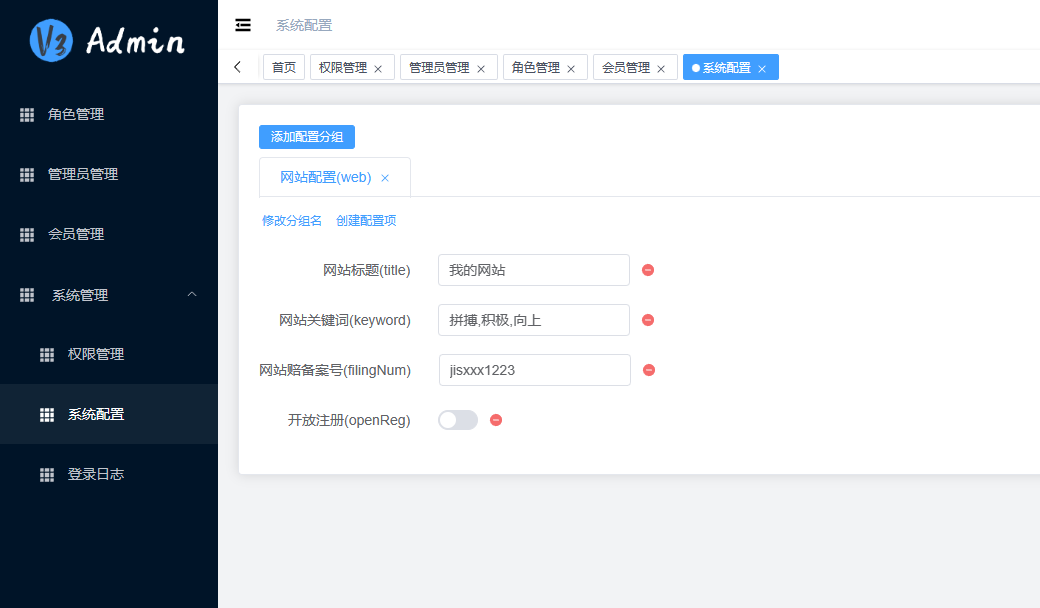 V3 Admin
系统配置
首页 权限管理 管理员管理 角色管理 会员管理 系统配置
角色管理
管理员管理
会员管理
系统管理
权限管理
系统配置
登录日志
添加配置分组
网站配置(web)
修改分组名 创建配置项
网站标题(title) 我的网站
网站关键词(keyword) 拼搏,积极,向上
网站赔备案号(filingNum) jisxxx1223
开放注册(openReg)